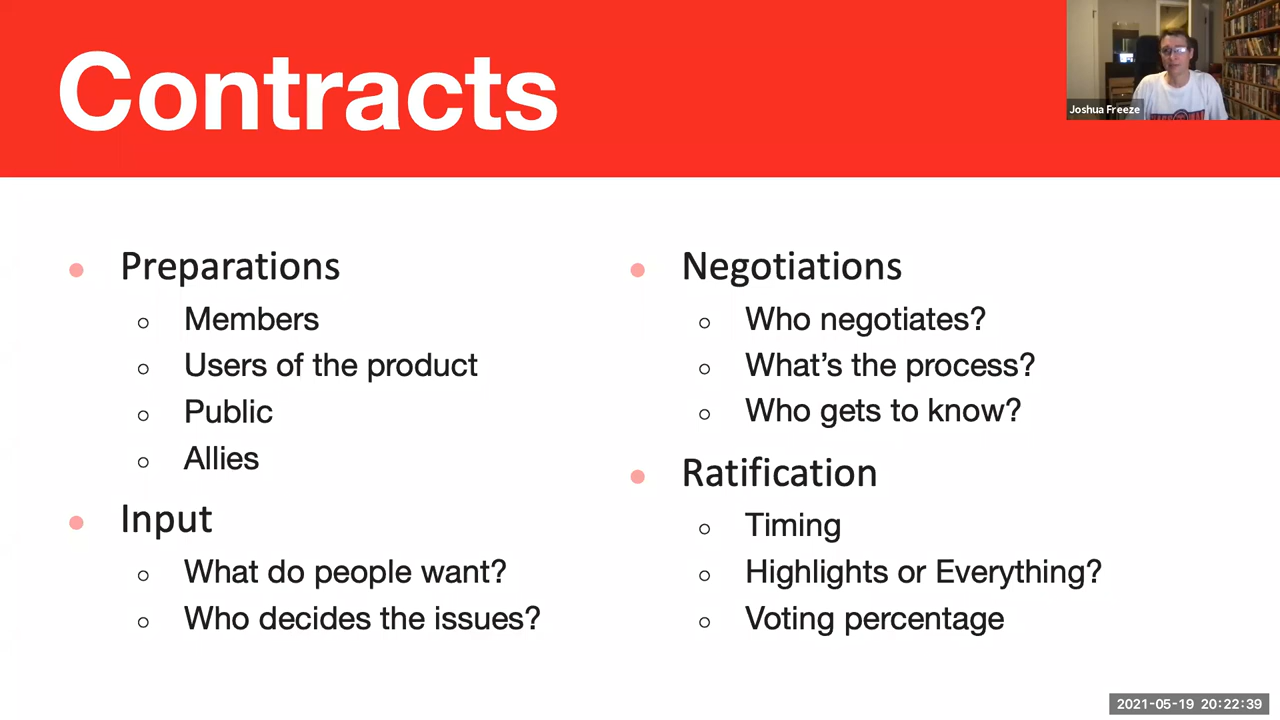 Contracts
Joshua Freeze
Preparations
Members
Users of the product
Public
Allies
Input
What do people want?
Who decides the issues?
Negotiations
Who negotiates?
What’s the process?
Who gets to know?
Ratification
Timing
Highlights or Everything?
Voting percentage
2021-05-19 20:22:39